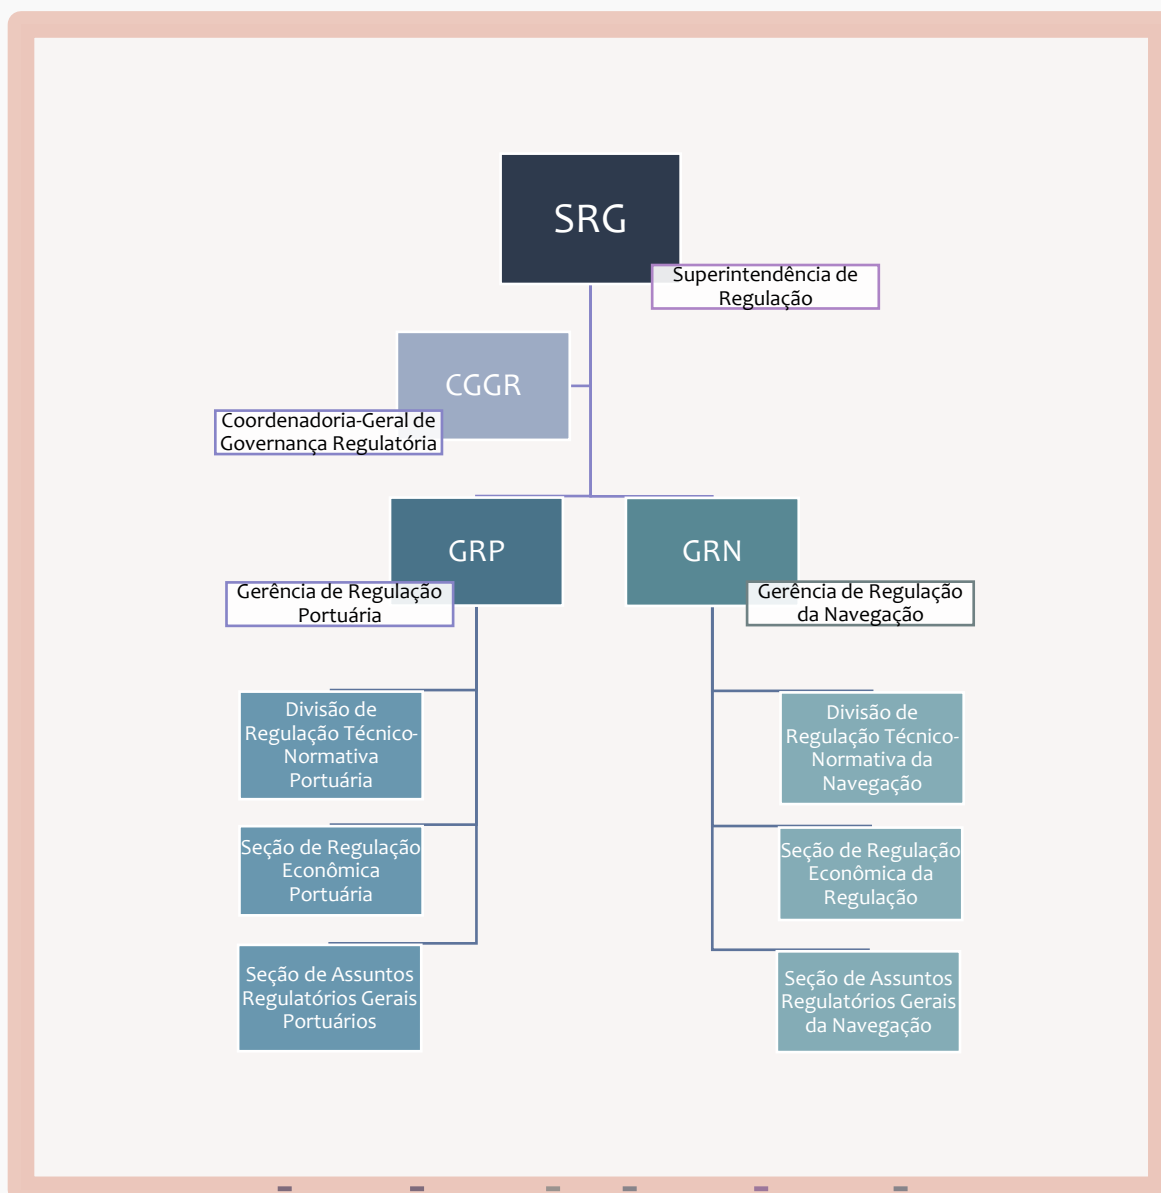 SRG
Superintendência de
Regulação
CGGR
Coordenadoria-Geral de
Governança Regulatória
GRP
Gerência de Regulação
Portuária
GRN
Gerência de Regulação
da Navegação
Divisão de
Regulação Técnico-
Normativa
Portuária
Seção de Regulação
Econômica
Portuária
Seção de Assuntos
Regulatórios Gerais
Portuários
Divisão de
Regulação Técnico-
Normativa da
Navegação
Seção de Regulação
Econômica da
Regulação
Seção de Assuntos
Regulatórios Gerais
da Navegação